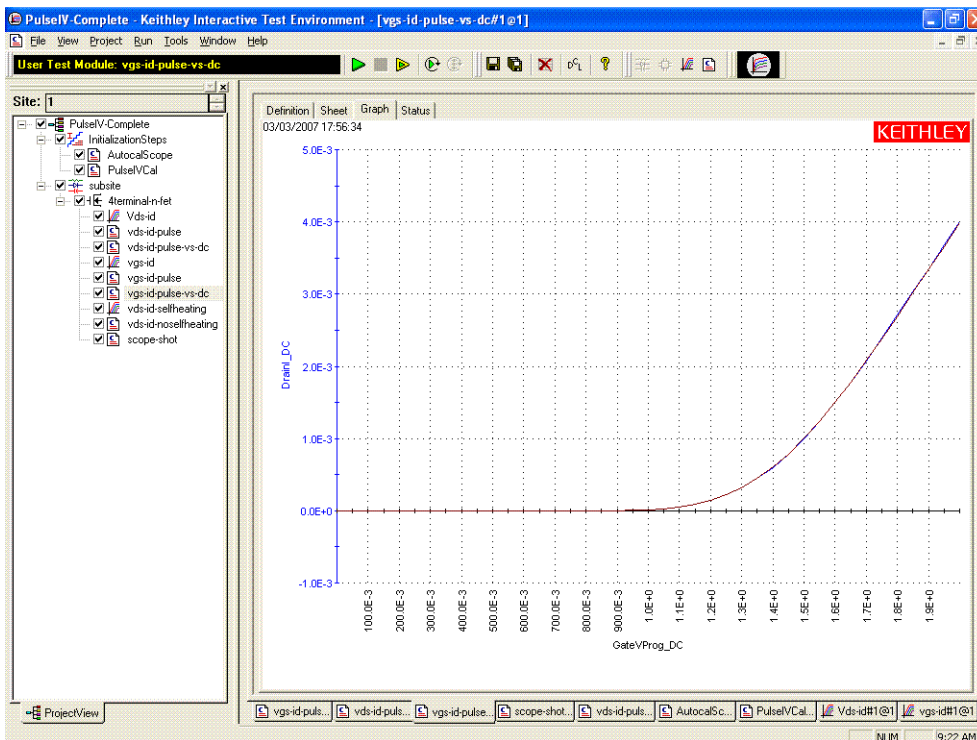 PulseIV-Complete - Keithley Interactive Test Environment - [vgs-id-pulse-vs-dc#1@1]
File View Project Run Tools Window Help
User Test Module: vgs-id-pulse-vs-dc
Site: 1
PulseIV-Complete
InitializationSteps
AutocalScope
PulseIVCal
subsite
4terminal-n-fet
Vds-id
vds-id-pulse
vds-id-pulse-vs-dc
vgs-id
vgs-id-pulse
vgs-id-pulse-vs-dc
vds-id-selfheating
vds-id-noselfheating
scope-shot
ProjectView
Definition Sheet Graph Status
03/03/2007 17:56:34
KEITHLEY
5.0E-3
4.0E-3
3.0E-3
2.0E-3
1.0E-3
0.0E+0
-1.0E-3
DrainI_DC
100.0E-3 200.0E-3 300.0E-3 400.0E-3 500.0E-3 600.0E-3 700.0E-3 800.0E-3 900.0E-3 1.0E+0 1.1E+0 1.2E+0 1.3E+0 1.4E+0 1.5E+0 1.6E+0 1.7E+0 1.8E+0 1.9E+0
GateVProg_DC
vgs-id-puls... vds-id-puls... vgs-id-pulse... scope-shot... vds-id-puls... AutocalSc... PulseIVCal... Vds-id#1@1 vgs-id#1@1
NUM 9:22 AM